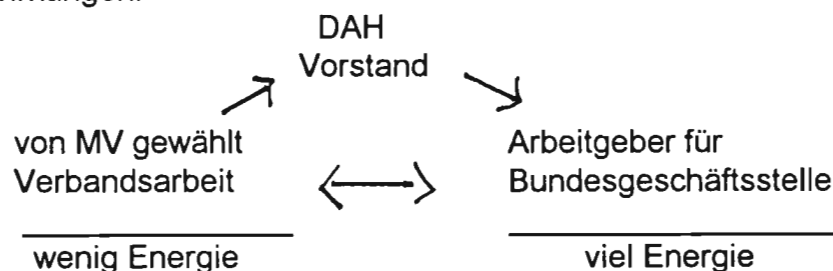 DAH
Vorstand
von MV gewählt
Verbandsarbeit
Arbeitgeber für
Bundesgeschäftsstelle
wenig Energie
viel Energie